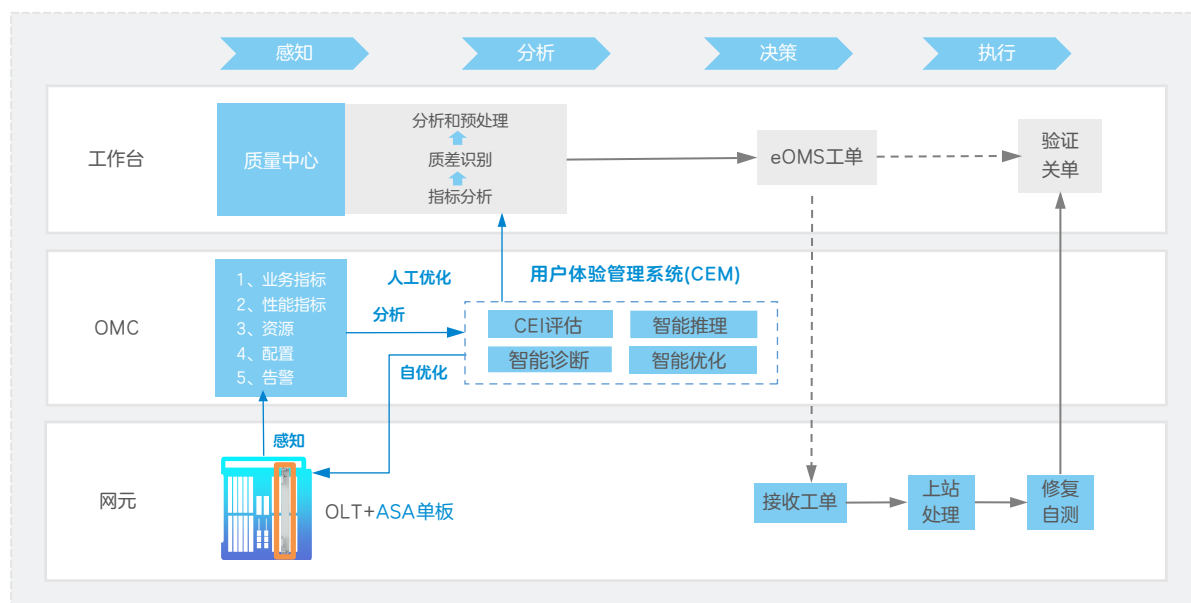 感知
分析
决策
执行
工作台
质量中心
分析和预处理
质差识别
指标分析
eOMS工单
验证
关单
OMC
1、业务指标
2、性能指标
3、资源
4、配置
5、告警
人工优化
分析
自优化
用户体验管理系统(CEM)
CEI评估
智能推理
智能诊断
智能优化
网元
感知
OLT+ASA单板
接收工单
上站
处理
修复
自测